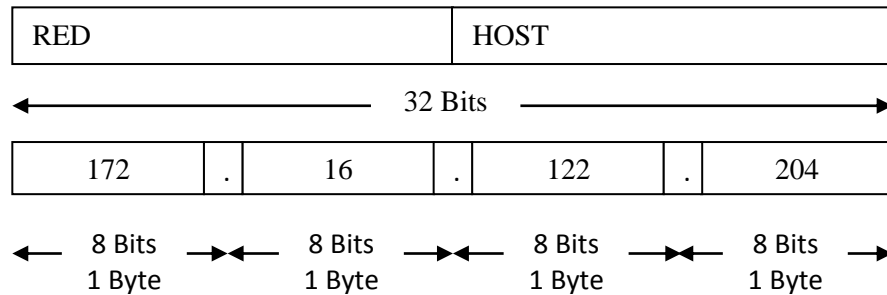 RED HOST
32 Bits
172 . 16 . 122 . 204
8 Bits 8 Bits 8 Bits 8 Bits
1 Byte 1 Byte 1 Byte 1 Byte